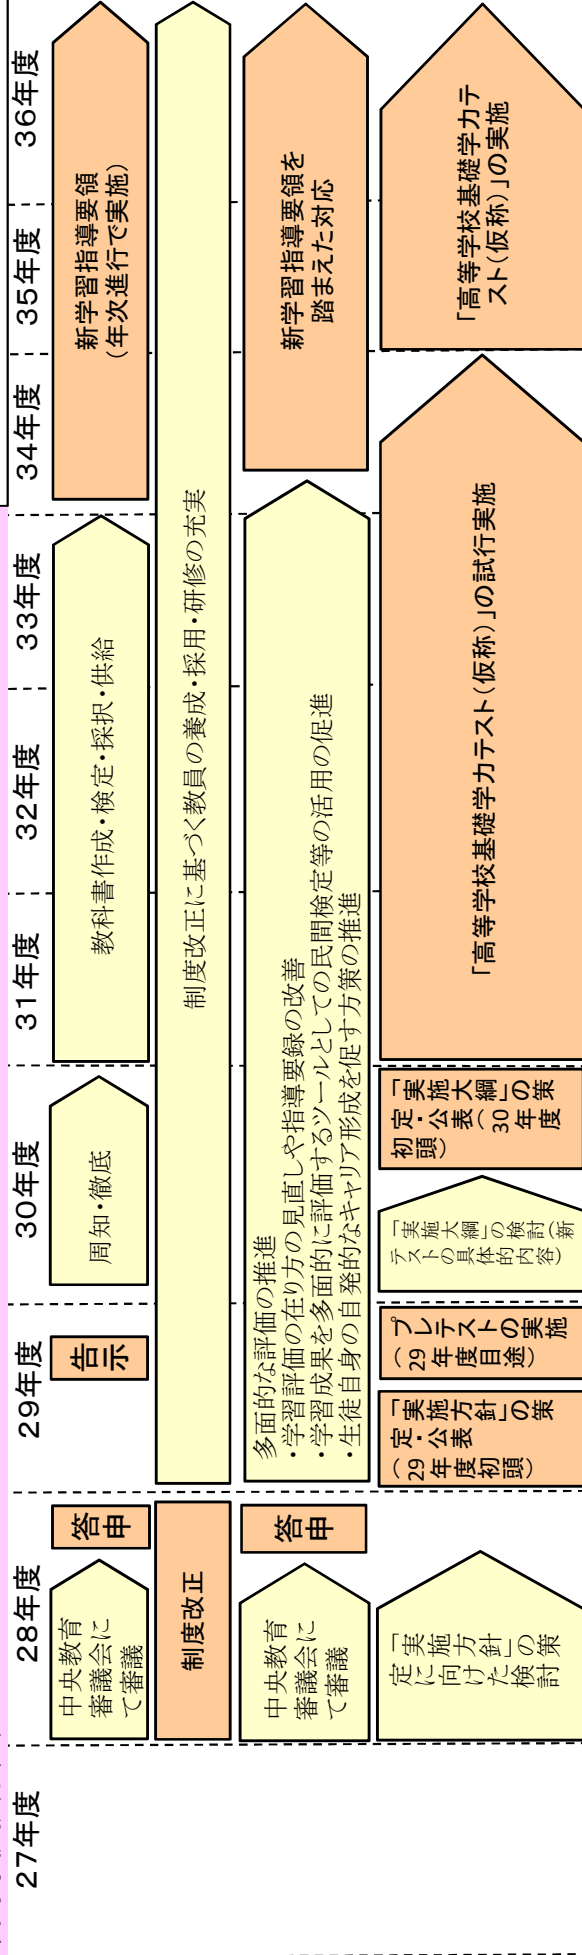 27年度
28年度
29年度
30年度
31年度
32年度
33年度
34年度
35年度
36年度
中央教育
審議会に
て審議
答申
告示
周知・徹底
教科書作成・検定・採択・供給
新学習指導要領
(年次進行で実施)
制度改正
制度改正に基づく教員の養成・採用・研修の充実
中央教育
審議会に
て審議
答申
多面的な評価の推進
・学習評価の在り方の見直しや指導要録の改善
・学習成果を多面的に評価するツールとしての民間検定等の活用の促進
・生徒自身の自発的なキャリア形成を促す方策の推進
新学習指導要領を
踏まえた対応
「実施方針」の策
定に向けた検
討
「実施方針」の策
定・公表
(29年度初頭)
プレテストの実施
(29年度目途)
「実施大綱」の検討(新
テストの具体的内容)
「実施大綱」の策
定・公表(30年度
初頭)
「高等学校基礎学力テスト(仮称)」の試行実施
「高等学校基礎学力テ
スト(仮称)」の実施